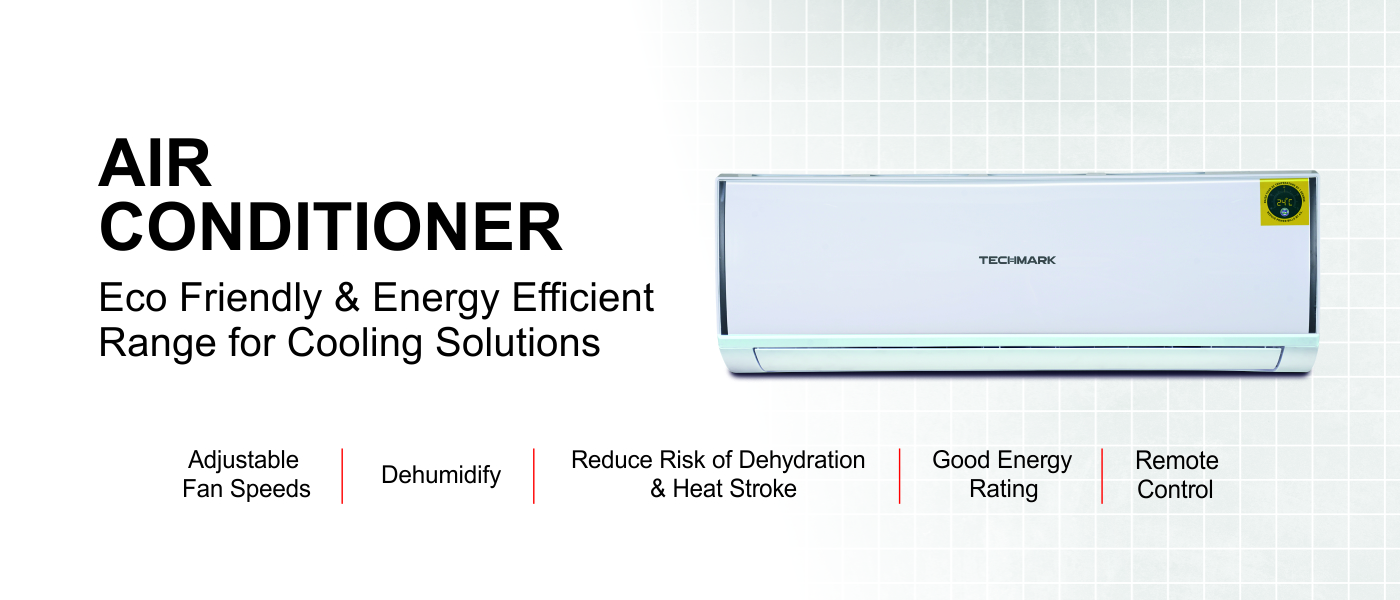 AIR
CONDITIONER
Eco Friendly & Energy Efficient
Range for Cooling Solutions
TECHMARK
24°C
Adjustable
Fan Speeds
Dehumidify
Reduce Risk of Dehydration
& Heat Stroke
Good Energy
Rating
Remote
Control